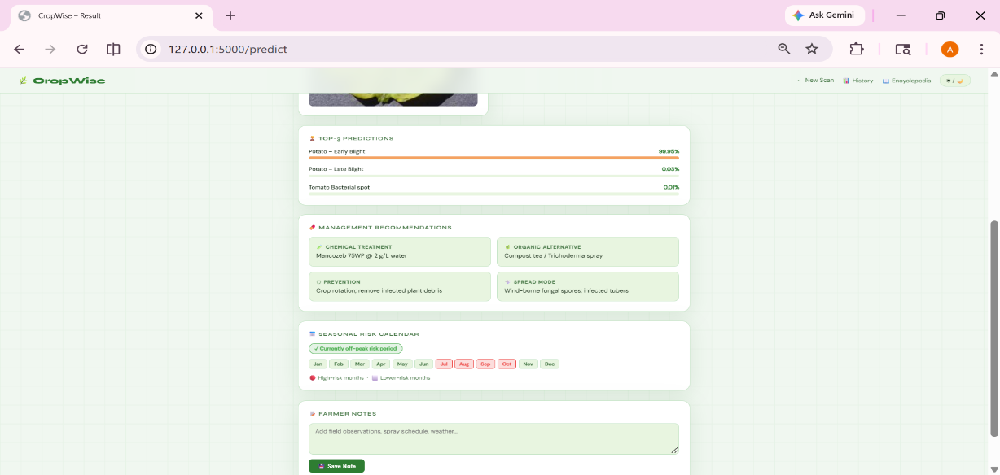 CropWise – Result
Ask Gemini
127.0.0.1:5000/predict
A
CropWise
← New Scan
History
Encyclopedia
/
TOP-3 PREDICTIONS
Potato – Early Blight 99.95%
Potato – Late Blight 0.03%
Tomato Bacterial spot 0.01%
MANAGEMENT RECOMMENDATIONS
CHEMICAL TREATMENT
Mancozeb 75WP @ 2 g/L water
ORGANIC ALTERNATIVE
Compost tea / Trichoderma spray
PREVENTION
Crop rotation; remove infected plant debris
SPREAD MODE
Wind-borne fungal spores; infected tubers
SEASONAL RISK CALENDAR
✓ Currently off-peak risk period
Jan Feb Mar Apr May Jun Jul Aug Sep Oct Nov Dec
High-risk months · Lower-risk months
FARMER NOTES
Add field observations, spray schedule, weather...
Save Note